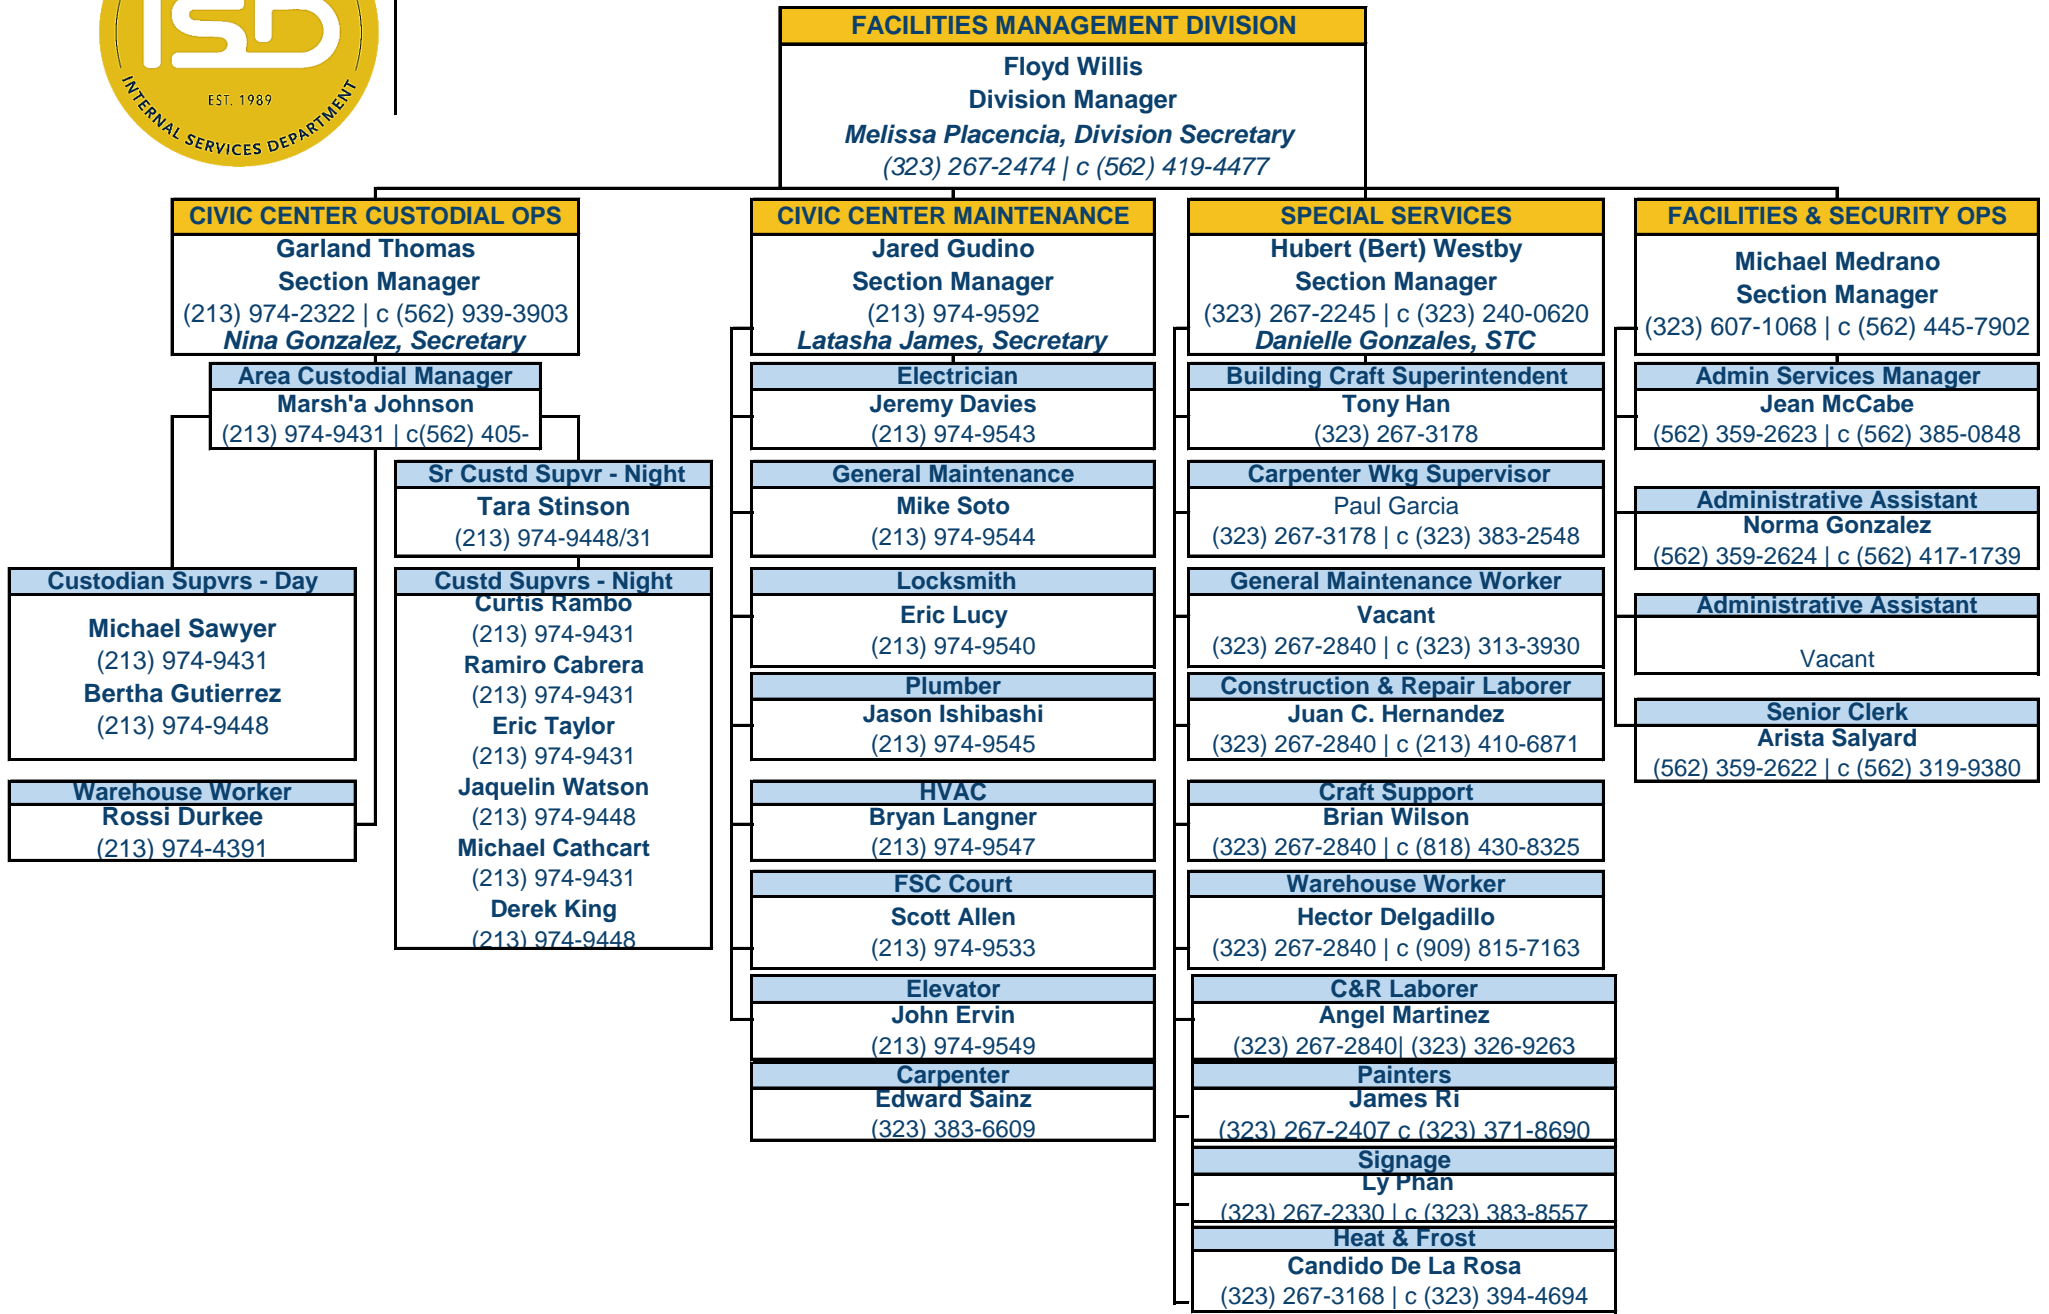 ISD
EST. 1989
INTERNAL SERVICES DEPARTMENT
FACILITIES MANAGEMENT DIVISION
Floyd Willis
Division Manager
Melissa Placencia, Division Secretary
(323) 267-2474 | c (562) 419-4477
CIVIC CENTER CUSTODIAL OPS
Garland Thomas
Section Manager
(213) 974-2322 | c (562) 939-3903
Nina Gonzalez, Secretary
Area Custodial Manager
Marsh'a Johnson
(213) 974-9431 | c(562) 405-
Sr Custd Supvr - Night
Tara Stinson
(213) 974-9448/31
Custodian Supvrs - Day
Michael Sawyer
(213) 974-9431
Bertha Gutierrez
(213) 974-9448
Warehouse Worker
Rossi Durkee
(213) 974-4391
Custd Supvrs - Night
Curtis Rambo
(213) 974-9431
Ramiro Cabrera
(213) 974-9431
Eric Taylor
(213) 974-9431
Jaquelin Watson
(213) 974-9448
Michael Cathcart
(213) 974-9431
Derek King
(213) 974-9448
CIVIC CENTER MAINTENANCE
Jared Gudino
Section Manager
(213) 974-9592
Latasha James, Secretary
Electrician
Jeremy Davies
(213) 974-9543
General Maintenance
Mike Soto
(213) 974-9544
Locksmith
Eric Lucy
(213) 974-9540
Plumber
Jason Ishibashi
(213) 974-9545
HVAC
Bryan Langner
(213) 974-9547
FSC Court
Scott Allen
(213) 974-9533
Elevator
John Ervin
(213) 974-9549
Carpenter
Edward Sainz
(323) 383-6609
SPECIAL SERVICES
Hubert (Bert) Westby
Section Manager
(323) 267-2245 | c (323) 240-0620
Danielle Gonzales, STC
Building Craft Superintendent
Tony Han
(323) 267-3178
Carpenter Wkg Supervisor
Paul Garcia
(323) 267-3178 | c (323) 383-2548
General Maintenance Worker
Vacant
(323) 267-2840 | c (323) 313-3930
Construction & Repair Laborer
Juan C. Hernandez
(323) 267-2840 | c (213) 410-6871
Craft Support
Brian Wilson
(323) 267-2840 | c (818) 430-8325
Warehouse Worker
Hector Delgadillo
(323) 267-2840 | c (909) 815-7163
C&R Laborer
Angel Martinez
(323) 267-2840| (323) 326-9263
Painters
James Ri
(323) 267-2407 c (323) 371-8690
Signage
Ly Phan
(323) 267-2330 | c (323) 383-8557
Heat & Frost
Candido De La Rosa
(323) 267-3168 | c (323) 394-4694
FACILITIES & SECURITY OPS
Michael Medrano
Section Manager
(323) 607-1068 | c (562) 445-7902
Admin Services Manager
Jean McCabe
(562) 359-2623 | c (562) 385-0848
Administrative Assistant
Norma Gonzalez
(562) 359-2624 | c (562) 417-1739
Administrative Assistant
Vacant
Senior Clerk
Arista Salyard
(562) 359-2622 | c (562) 319-9380